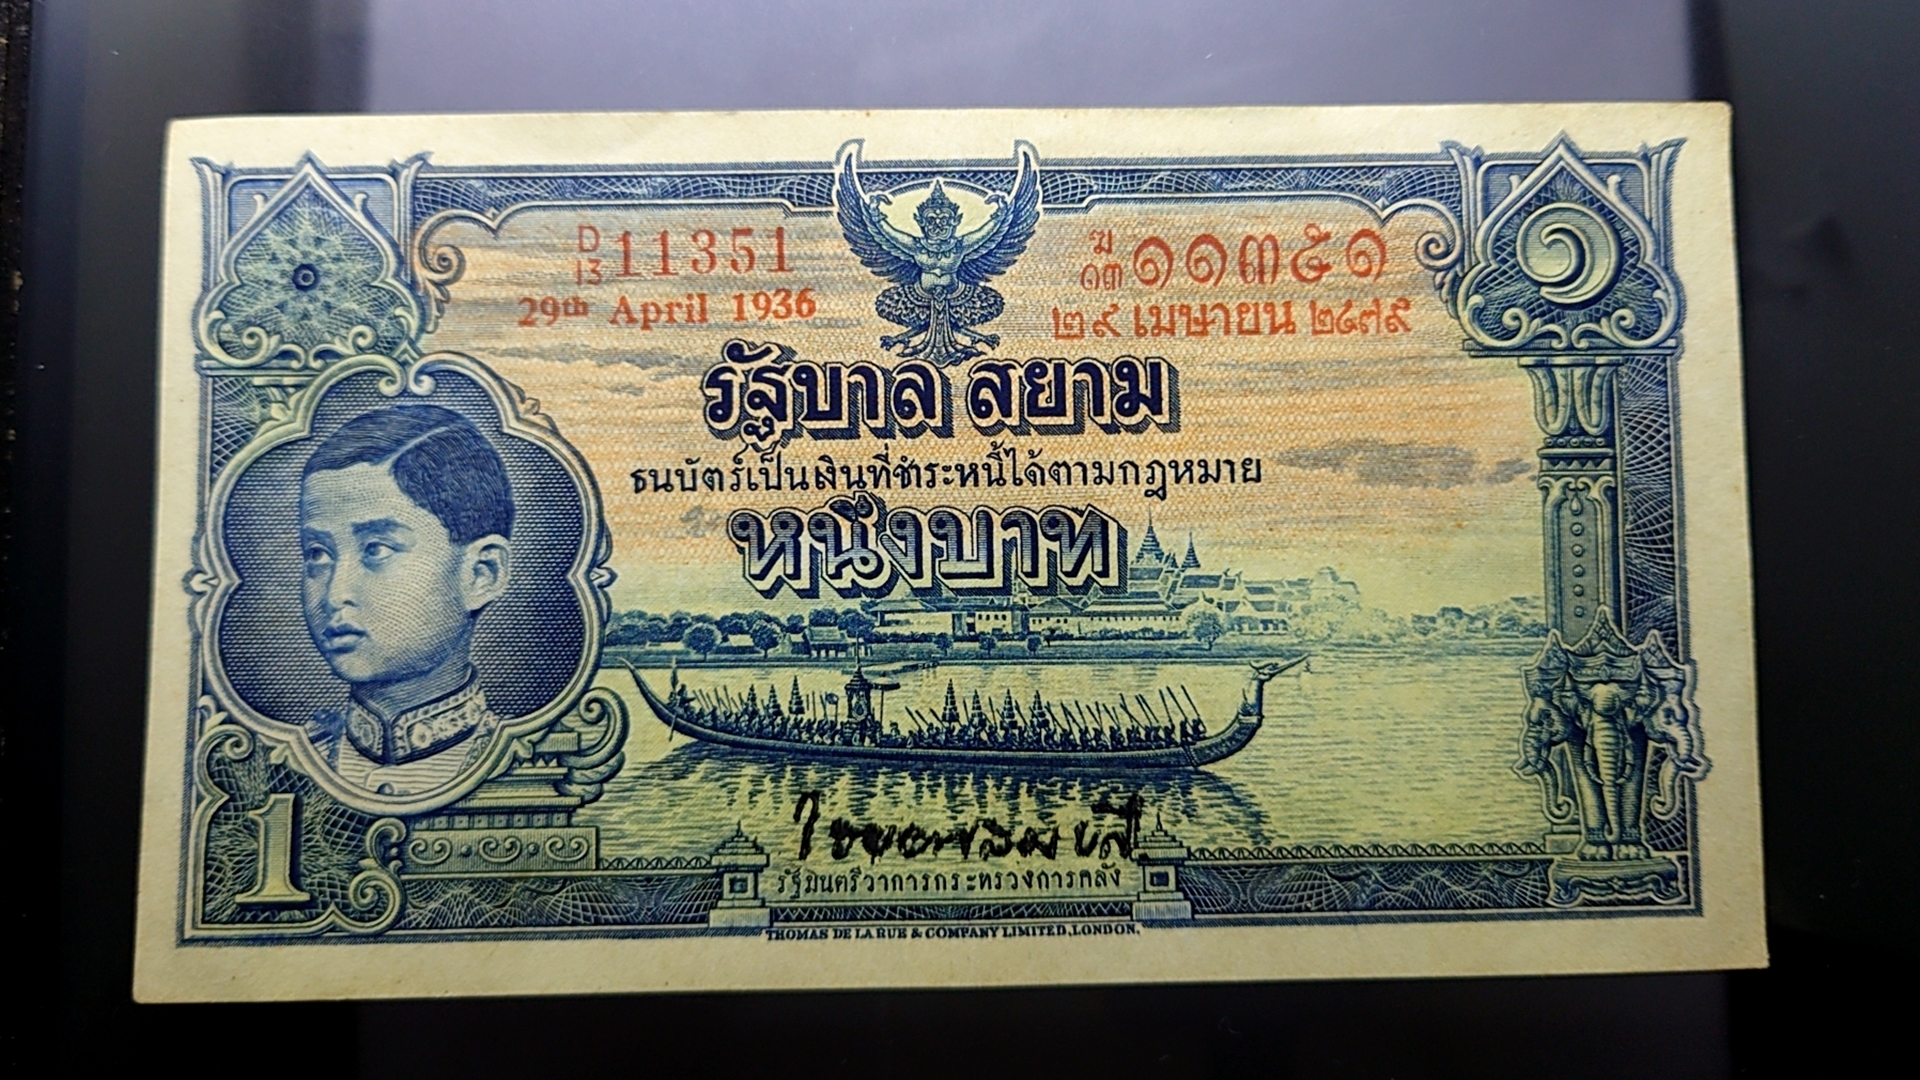 D/13 11351
29th April 1936
ฆ/๑๓ ๑๑๓๕๑
๒๙ เมษายน ๒๔๗๙
๑
รัฐบาล สยาม
ธนบัตร์เป็นเงินที่ชำระหนี้ได้ตามกฎหมาย
หนึ่งบาท
1
รัฐมนตรีวาการกระทรวงการคลัง
THOMAS DE LA RUE & COMPANY LIMITED, LONDON.